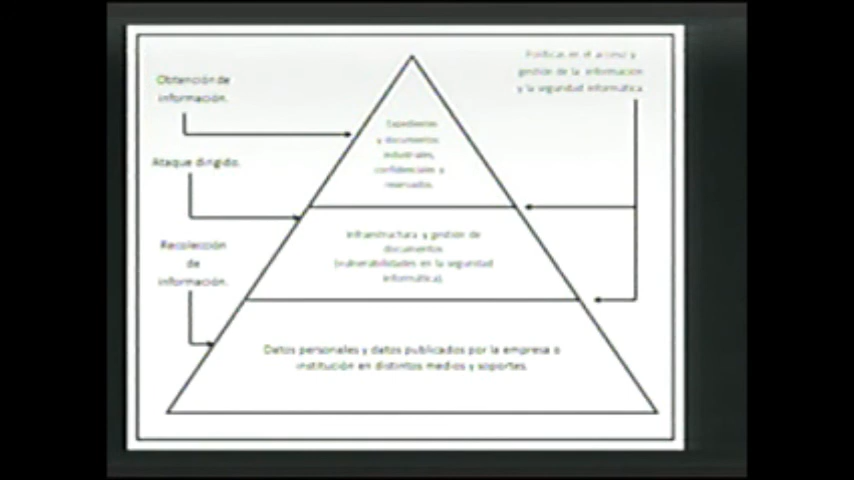 Obtención de
información.
Ataque dirigido.
Recolección
de
información.
Políticas en el acceso y
gestión de la información
y la seguridad informática
Expedientes
y documentos
industriales,
confidenciales y
reservados.
Infraestructura y gestión de
documentos
(vulnerabilidades en la seguridad
informática).
Datos personales y datos publicados por la empresa o
institución en distintos medios y soportes.